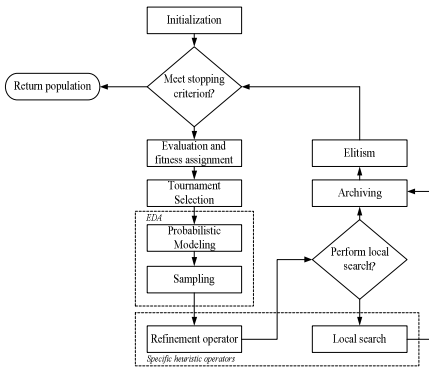 Initialization
Return population
Meet stopping
criterion?
Evaluation and
fitness assignment
Elitism
Tournament
Selection
Archiving
EDA
Probabilistic
Modeling
Perform local
search?
Sampling
Refinement operator
Local search
Specific heuristic operators